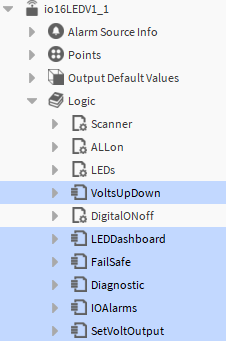 io16LEDV1_1
Alarm Source Info
Points
Output Default Values
Logic
Scanner
ALLon
LEDs
VoltsUpDown
DigitalONoff
LEDDashboard
FailSafe
Diagnostic
IOAlarms
SetVoltOutput